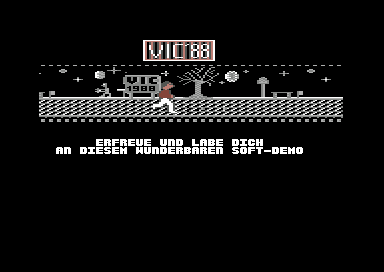 VIC'88
VIC
1988
ERFREUE UND LABE DICH
AN DIESEM WUNDERBAREN SOFT-DEMO